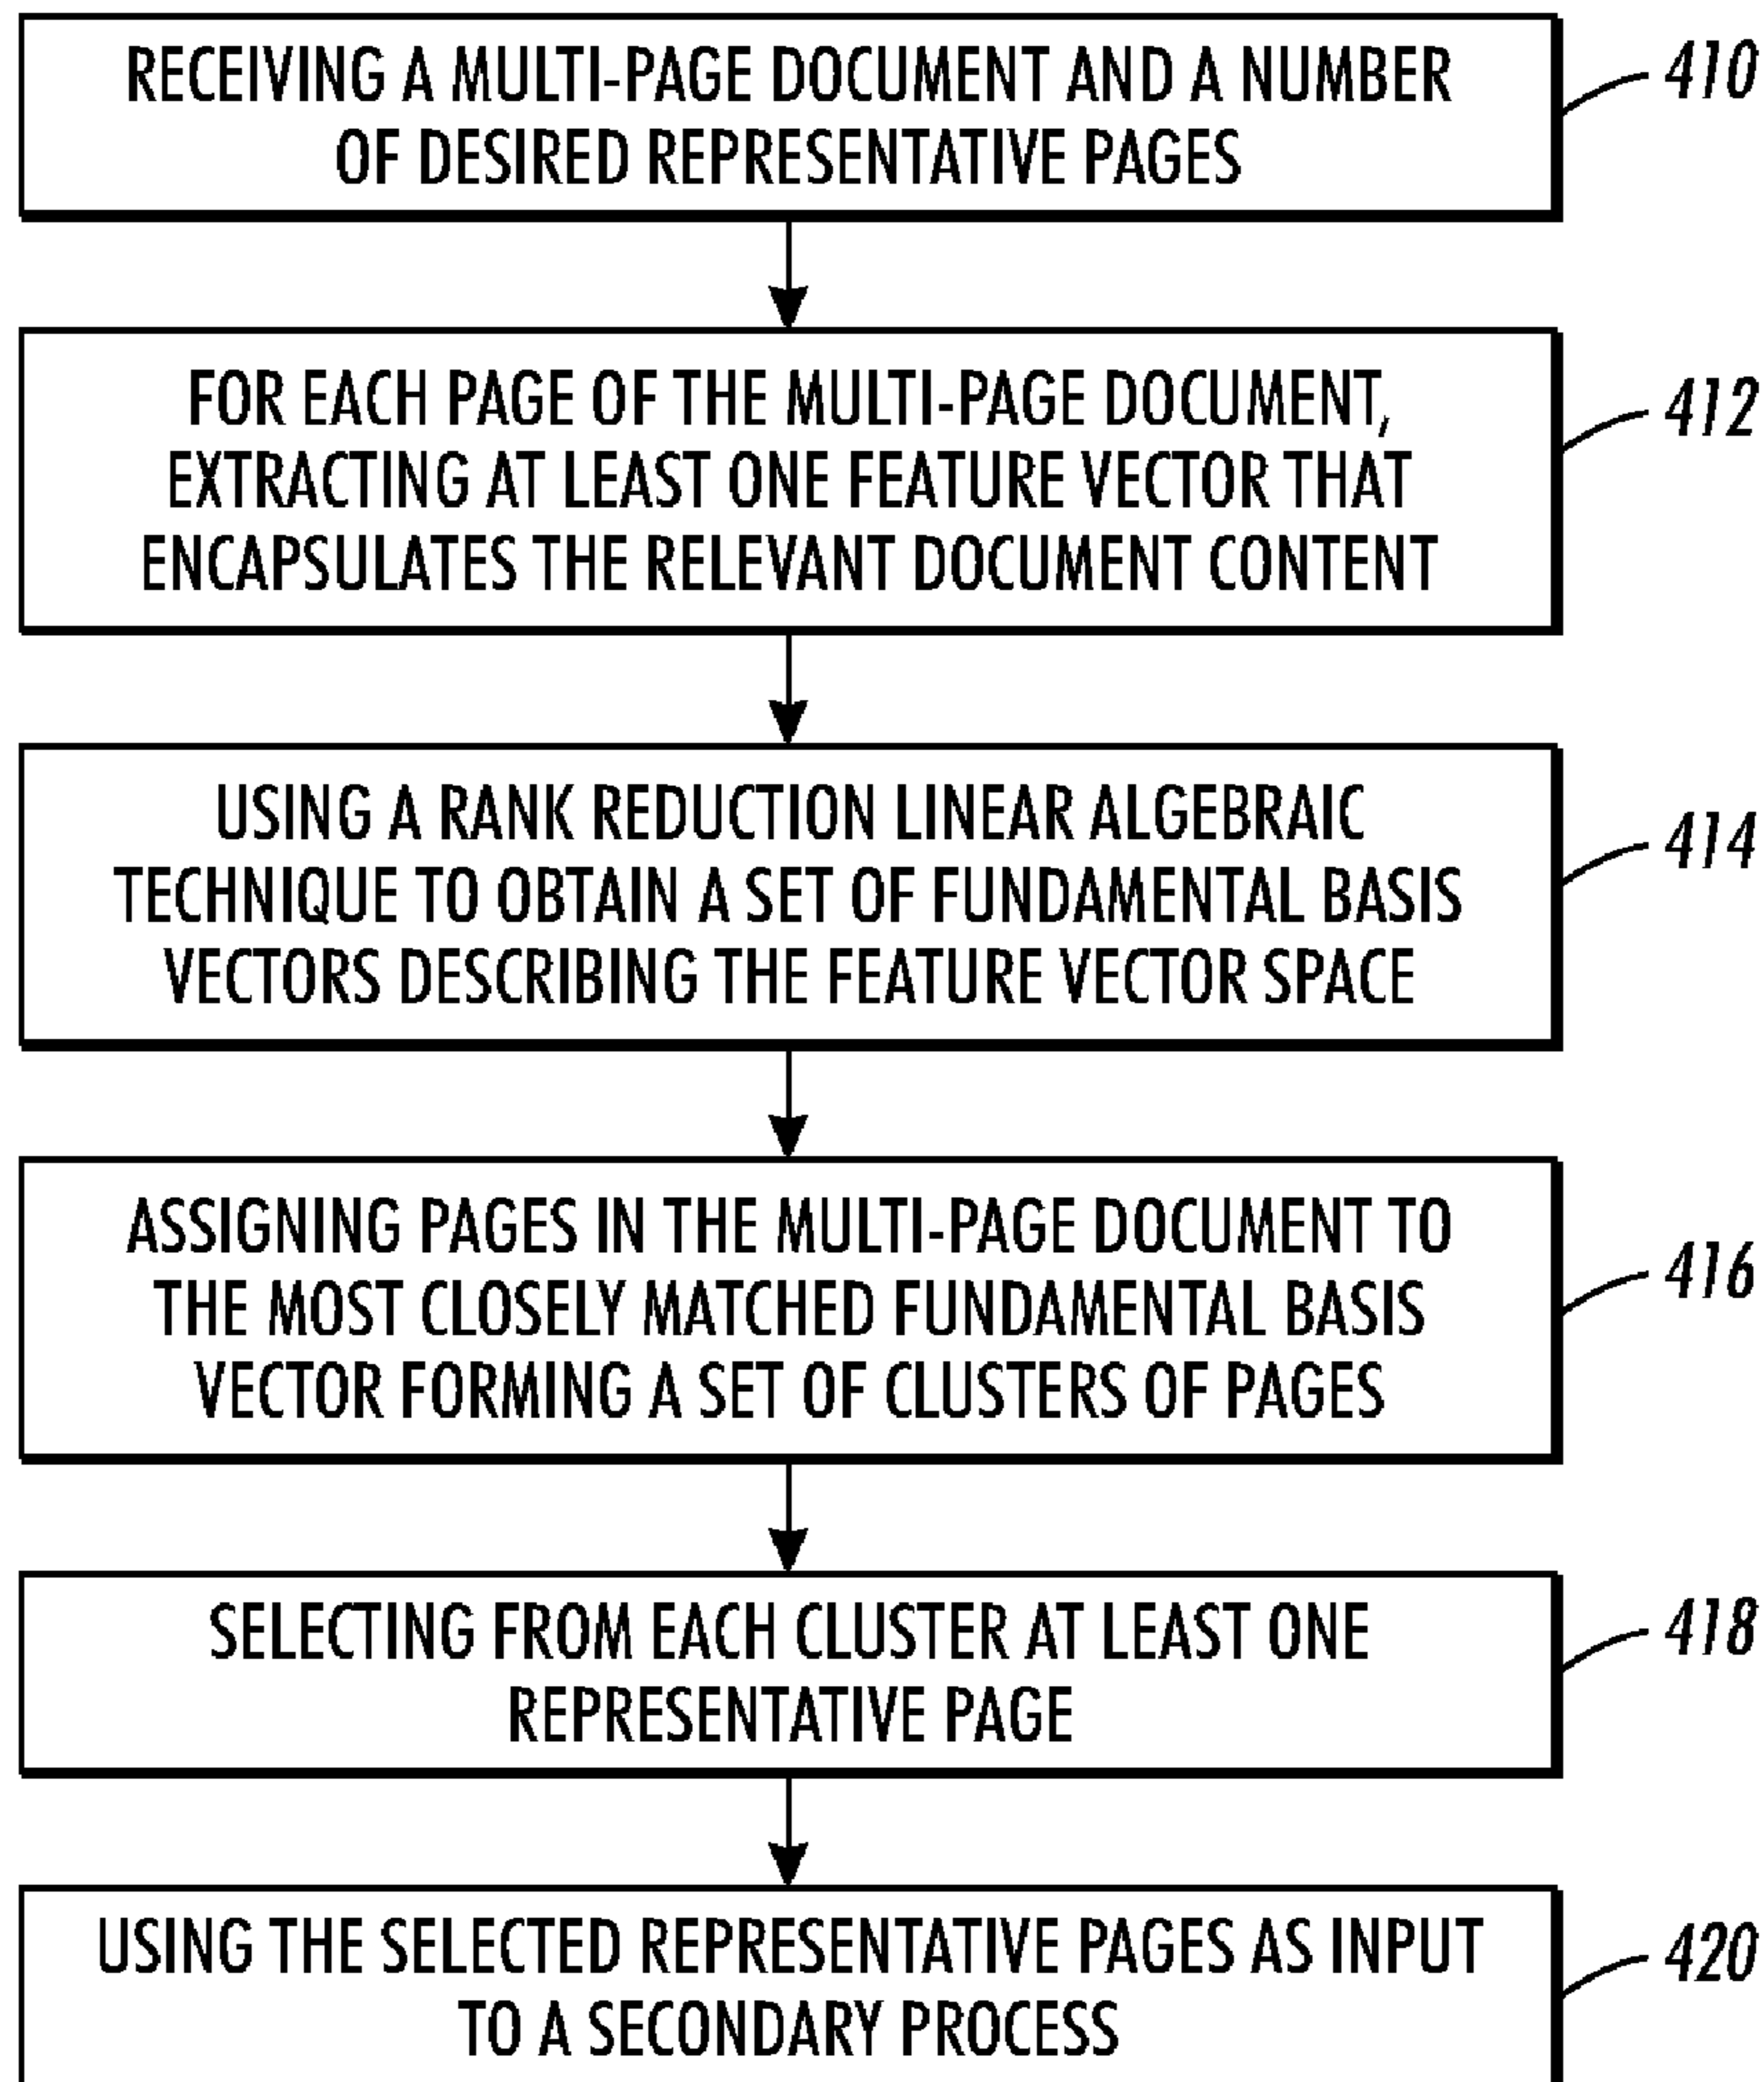 RECEIVING A MULTI-PAGE DOCUMENT AND A NUMBER
OF DESIRED REPRESENTATIVE PAGES
410
FOR EACH PAGE OF THE MULTI-PAGE DOCUMENT,
EXTRACTING AT LEAST ONE FEATURE VECTOR THAT
ENCAPSULATES THE RELEVANT DOCUMENT CONTENT
412
USING A RANK REDUCTION LINEAR ALGEBRAIC
TECHNIQUE TO OBTAIN A SET OF FUNDAMENTAL BASIS
VECTORS DESCRIBING THE FEATURE VECTOR SPACE
414
ASSIGNING PAGES IN THE MULTI-PAGE DOCUMENT TO
THE MOST CLOSELY MATCHED FUNDAMENTAL BASIS
VECTOR FORMING A SET OF CLUSTERS OF PAGES
416
SELECTING FROM EACH CLUSTER AT LEAST ONE
REPRESENTATIVE PAGE
418
USING THE SELECTED REPRESENTATIVE PAGES AS INPUT
TO A SECONDARY PROCESS
420